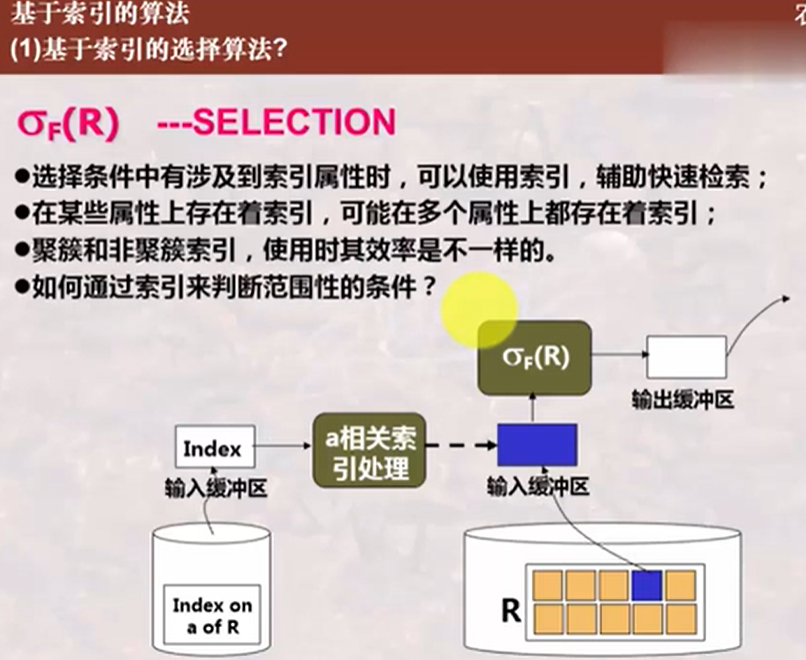 基于索引的算法
(1)基于索引的选择算法?
σF(R) ---SELECTION
●选择条件中有涉及到索引属性时，可以使用索引，辅助快速检索；
●在某些属性上存在着索引，可能在多个属性上都存在着索引；
●聚簇和非聚簇索引，使用时其效率是不一样的。
●如何通过索引来判断范围性的条件？
σF(R)
输出缓冲区
Index
a相关索
引处理
输入缓冲区
输入缓冲区
Index on
a of R
R